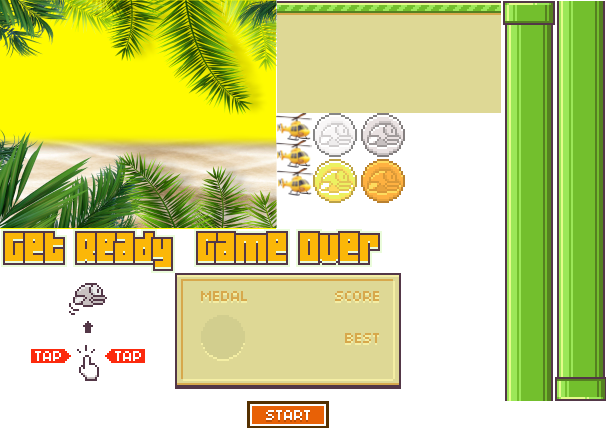 Get Ready
Game Over
MEDAL
SCORE
BEST
TAP
TAP
START